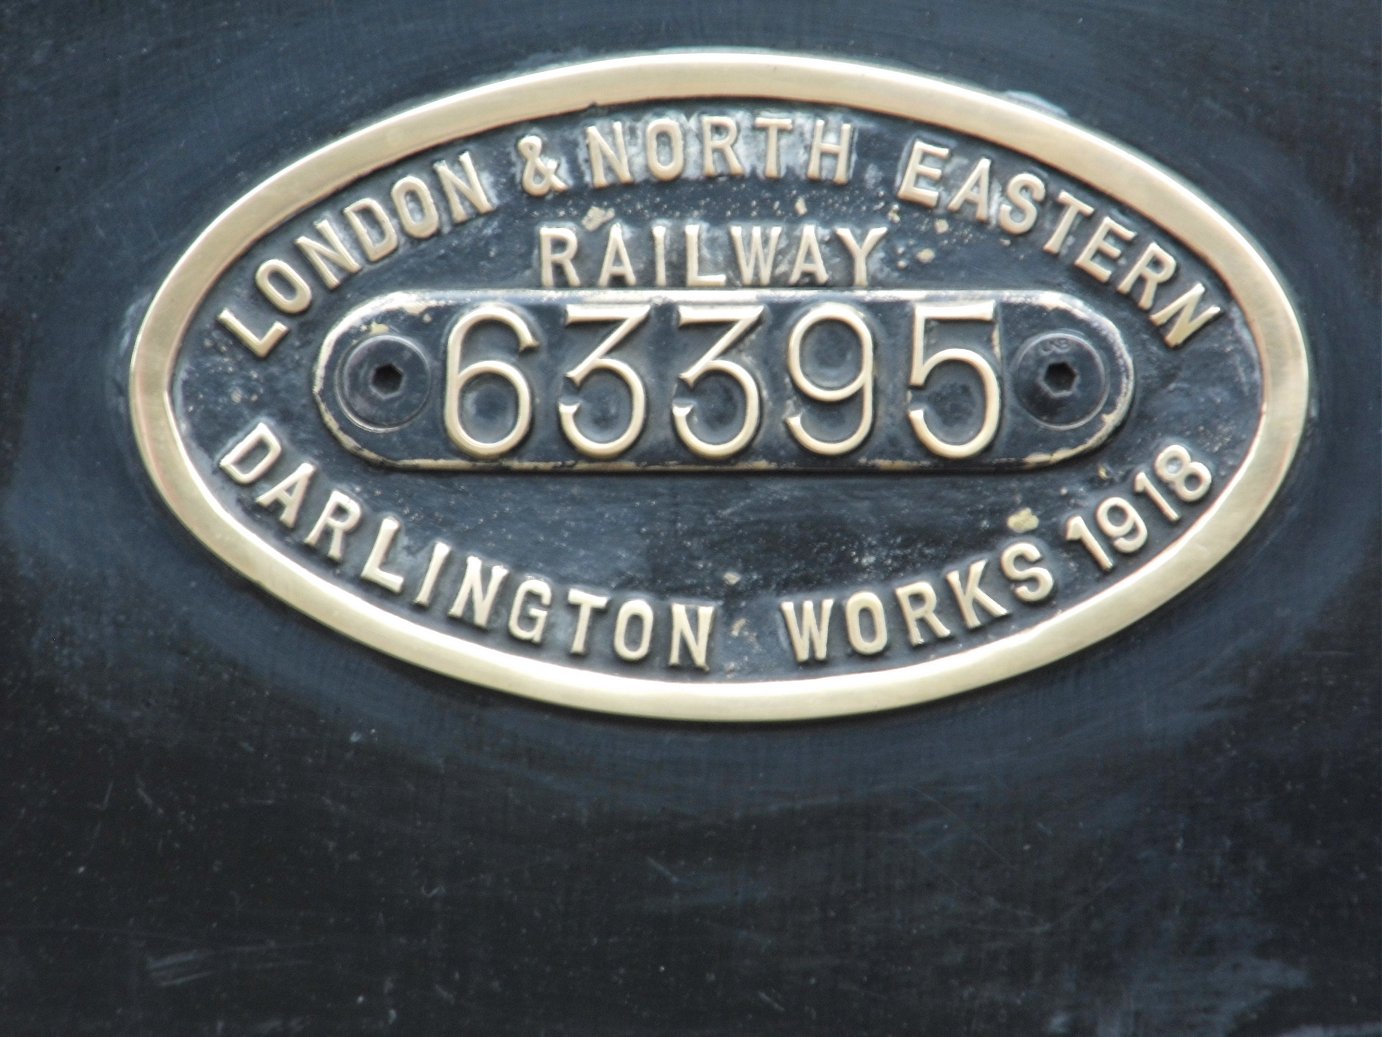 LONDON & NORTH EASTERN
RAILWAY
63395
DARLINGTON WORKS 1918